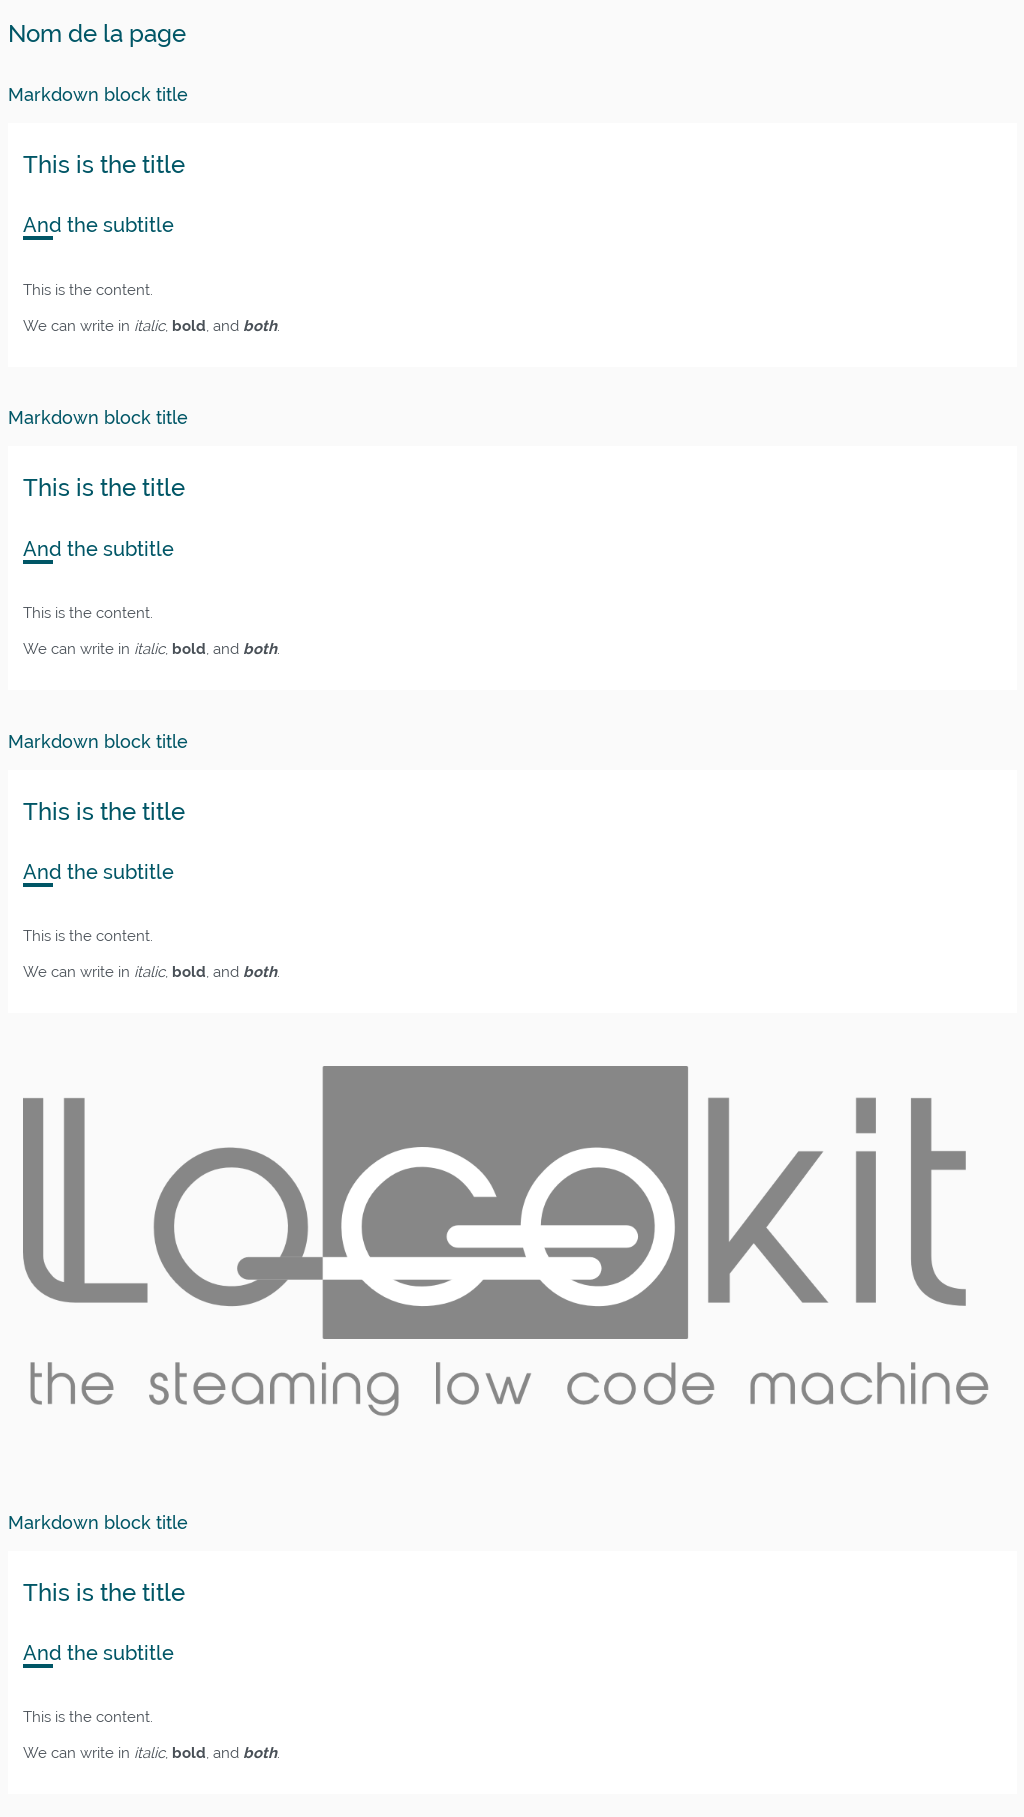 Nom de la page
Markdown block title
This is the title
And the subtitle
This is the content.
We can write in italic, bold, and both.
Markdown block title
This is the title
And the subtitle
This is the content.
We can write in italic, bold, and both.
Markdown block title
This is the title
And the subtitle
This is the content.
We can write in italic, bold, and both.
Locokit
the steaming low code machine
Markdown block title
This is the title
And the subtitle
This is the content.
We can write in italic, bold, and both.